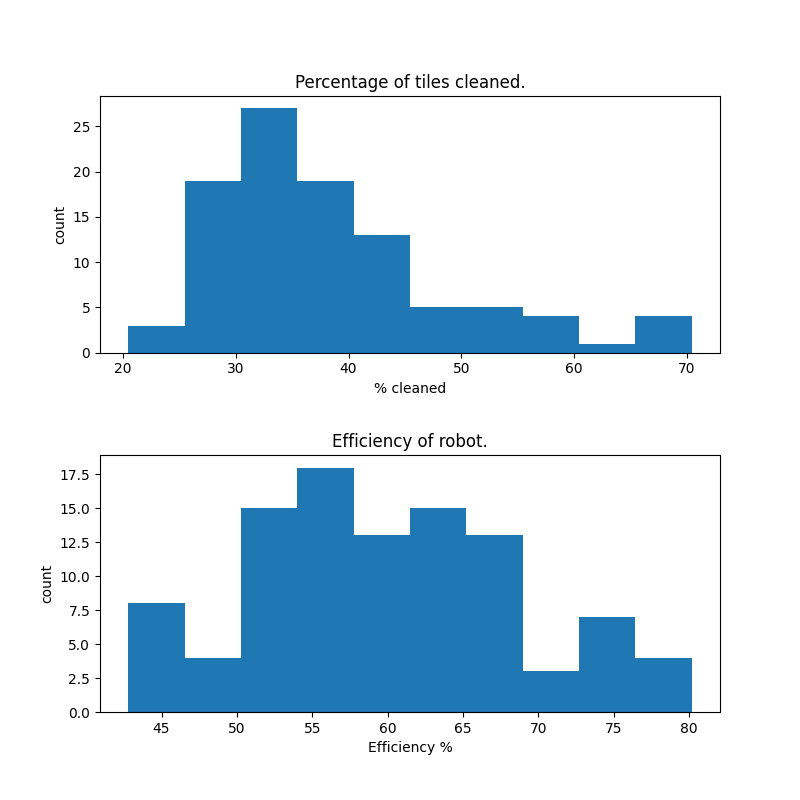 Percentage of tiles cleaned.
25
20
15
10
5
0
count
20 30 40 50 60 70
% cleaned
Efficiency of robot.
17.5
15.0
12.5
10.0
7.5
5.0
2.5
0.0
count
45 50 55 60 65 70 75 80
Efficiency %